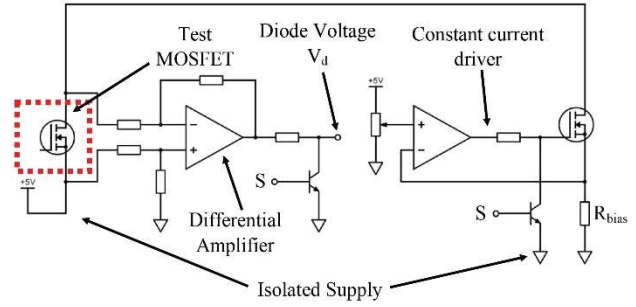 Test
MOSFET
Diode Voltage
V_d
Constant current
driver
+5V
−
+
+
−
+5V
S
S
R_bias
Differential
Amplifier
Isolated Supply